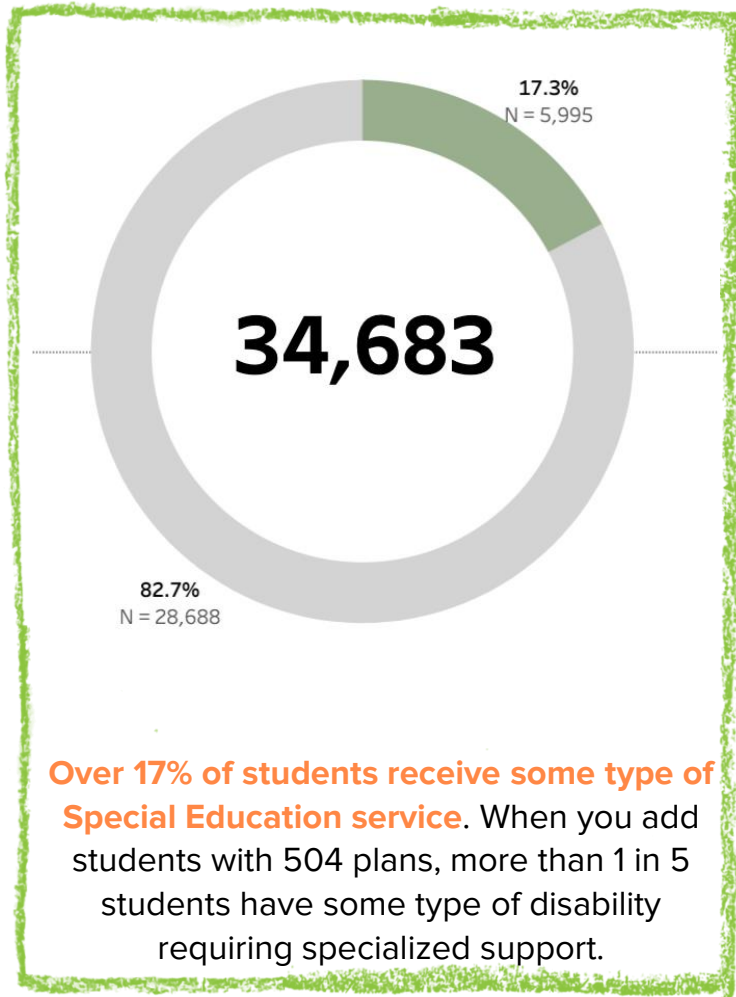 17.3%
N = 5,995
34,683
82.7%
N = 28,688
Over 17% of students receive some type of
Special Education service. When you add
students with 504 plans, more than 1 in 5
students have some type of disability
requiring specialized support.